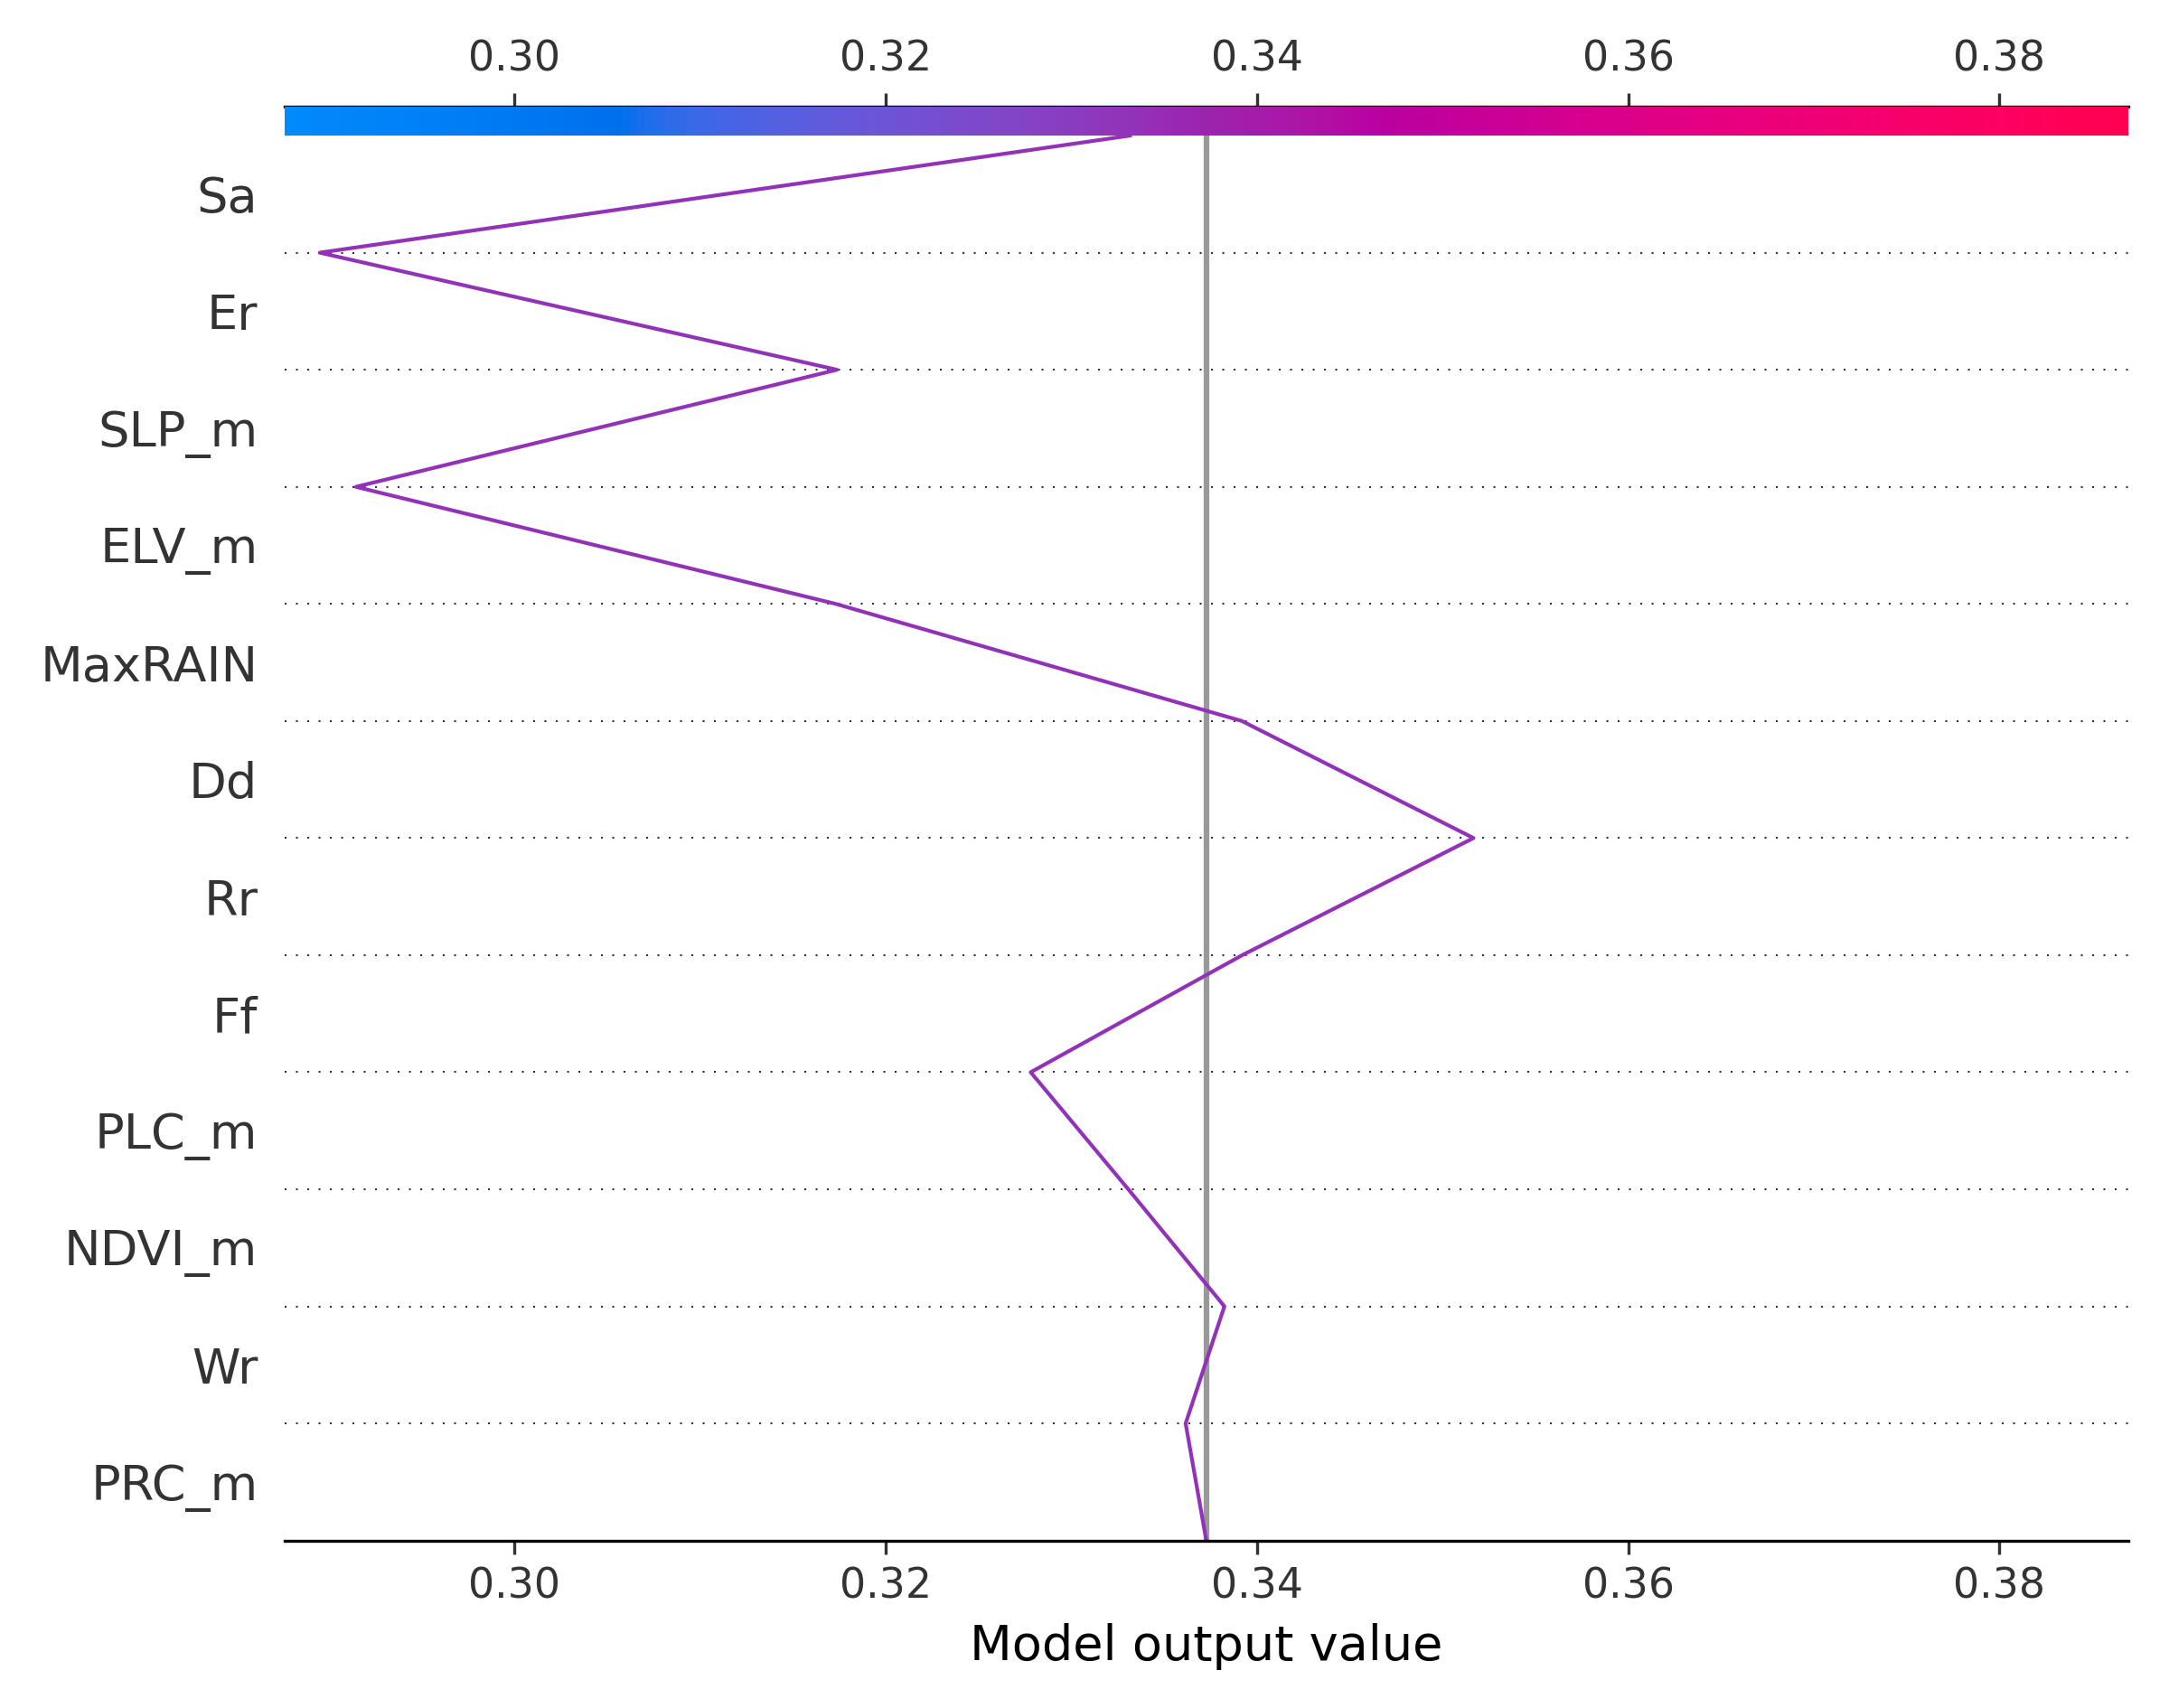 0.30 0.32 0.34 0.36 0.38
Sa
Er
SLP_m
ELV_m
MaxRAIN
Dd
Rr
Ff
PLC_m
NDVI_m
Wr
PRC_m
0.30 0.32 0.34 0.36 0.38
Model output value